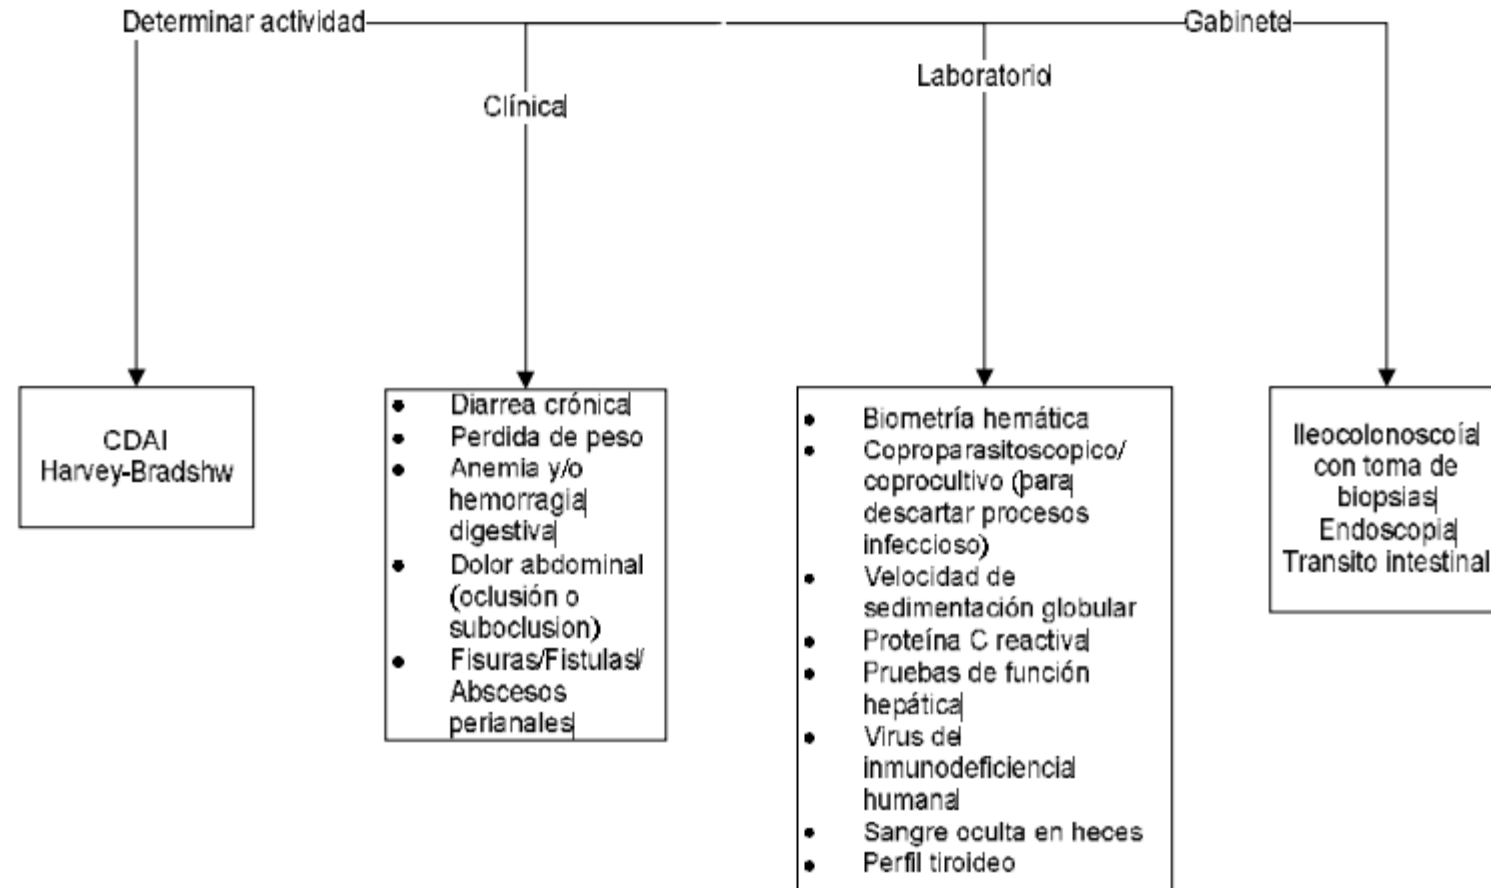 Determinar actividad
Gabinete
Laboratorio
Clínica
CDAI
Harvey-Bradshw
• Diarrea crónica
• Perdida de peso
• Anemia y/o
hemorragia
digestiva
• Dolor abdominal
(oclusión o
suboclusion)
• Fisuras/Fistulas/
Abscesos
perianales
• Biometría hemática
• Coproparasitoscopico/
coprocultivo (para
descartar procesos
infeccioso)
• Velocidad de
sedimentación globular
• Proteína C reactiva
• Pruebas de función
hepática
• Virus de
inmunodeficiencia
humana
• Sangre oculta en heces
• Perfil tiroideo
Ileocolonoscoía
con toma de
biopsias
Endoscopia
Transito intestinal